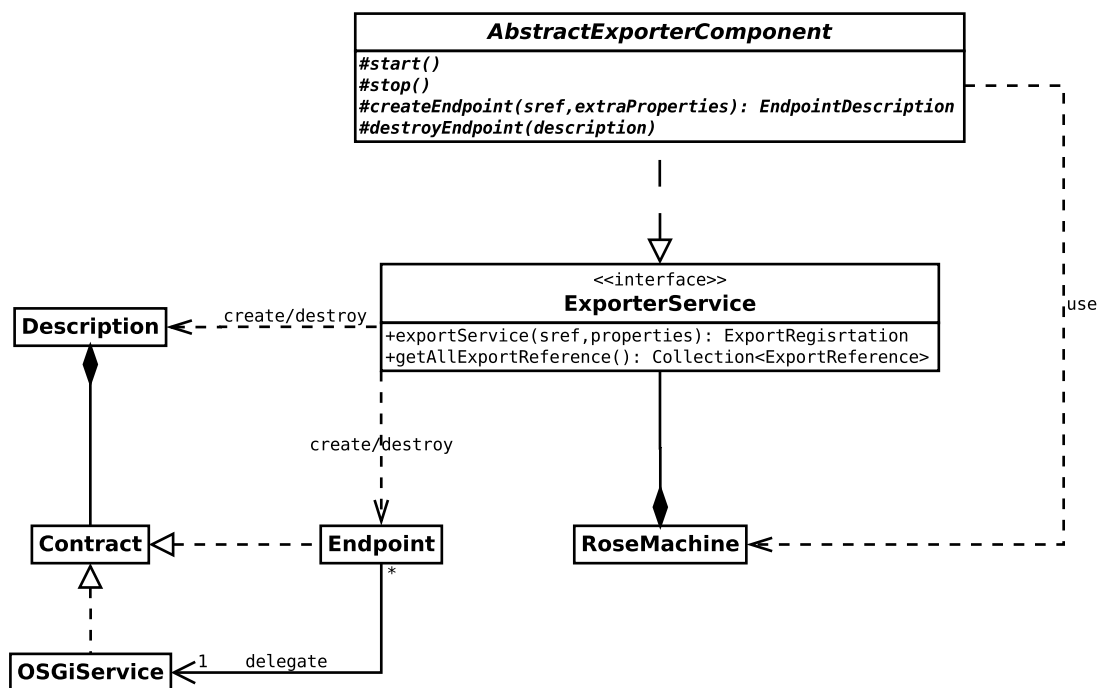 AbstractExporterComponent
#start()
#stop()
#createEndpoint(sref,extraProperties): EndpointDescription
#destroyEndpoint(description)
use
<<interface>>
ExporterService
+exportService(sref,properties): ExportRegisrtation
+getAllExportReference(): Collection<ExportReference>
Description
create/destroy
create/destroy
Contract
Endpoint
RoseMachine
*
1
delegate
OSGiService